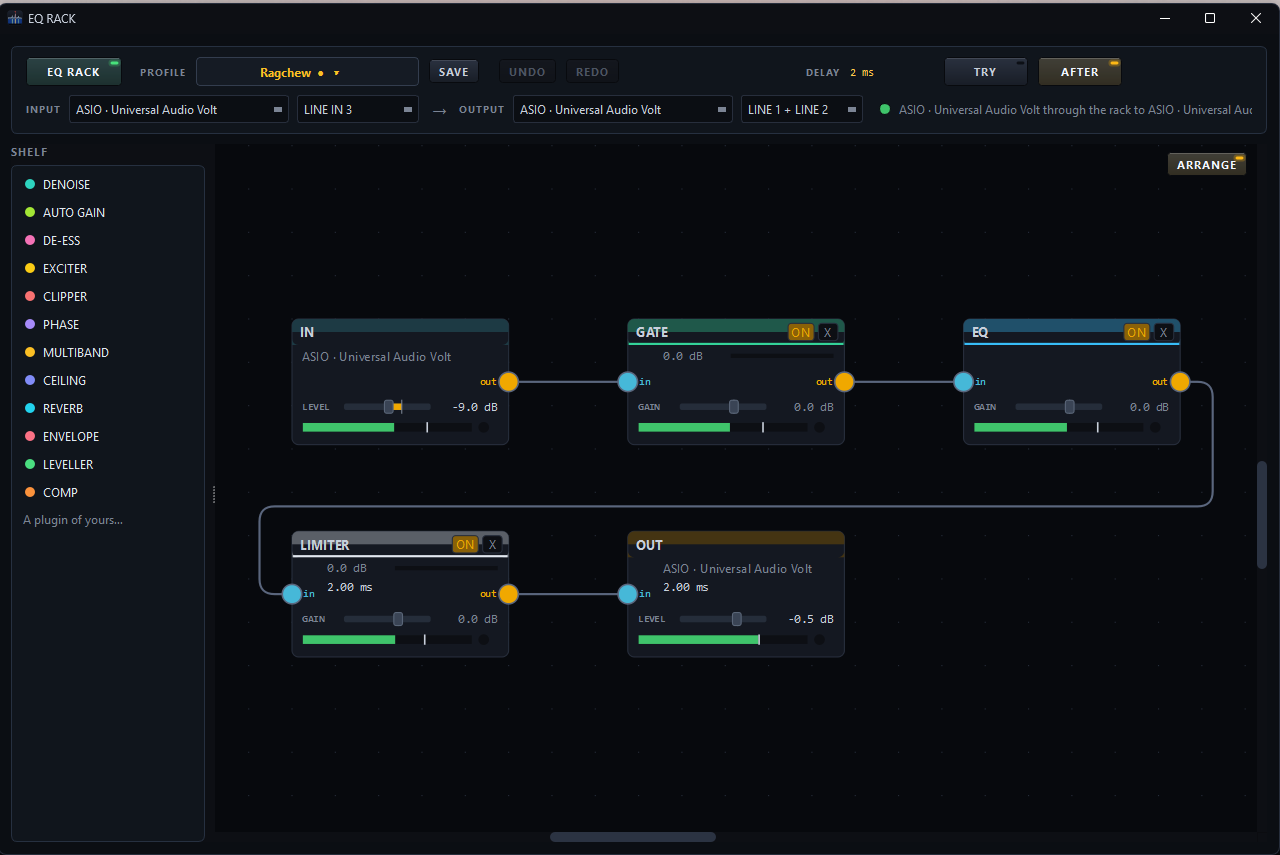 EQ RACK
EQ RACK PROFILE Ragchew ● ▾ SAVE UNDO REDO DELAY 2 ms TRY AFTER
INPUT ASIO · Universal Audio Volt LINE IN 3 → OUTPUT ASIO · Universal Audio Volt LINE 1 + LINE 2 ASIO · Universal Audio Volt through the rack to ASIO · Universal Auc
SHELF
ARRANGE
DENOISE
AUTO GAIN
DE-ESS
EXCITER
CLIPPER
PHASE
MULTIBAND
CEILING
REVERB
ENVELOPE
LEVELLER
COMP
A plugin of yours...
IN
ASIO · Universal Audio Volt
out
LEVEL -9.0 dB
GATE ON X
0.0 dB
in out
GAIN 0.0 dB
EQ ON X
in out
GAIN 0.0 dB
LIMITER ON X
0.0 dB
2.00 ms
in out
GAIN 0.0 dB
OUT
ASIO · Universal Audio Volt
2.00 ms
in
LEVEL -0.5 dB